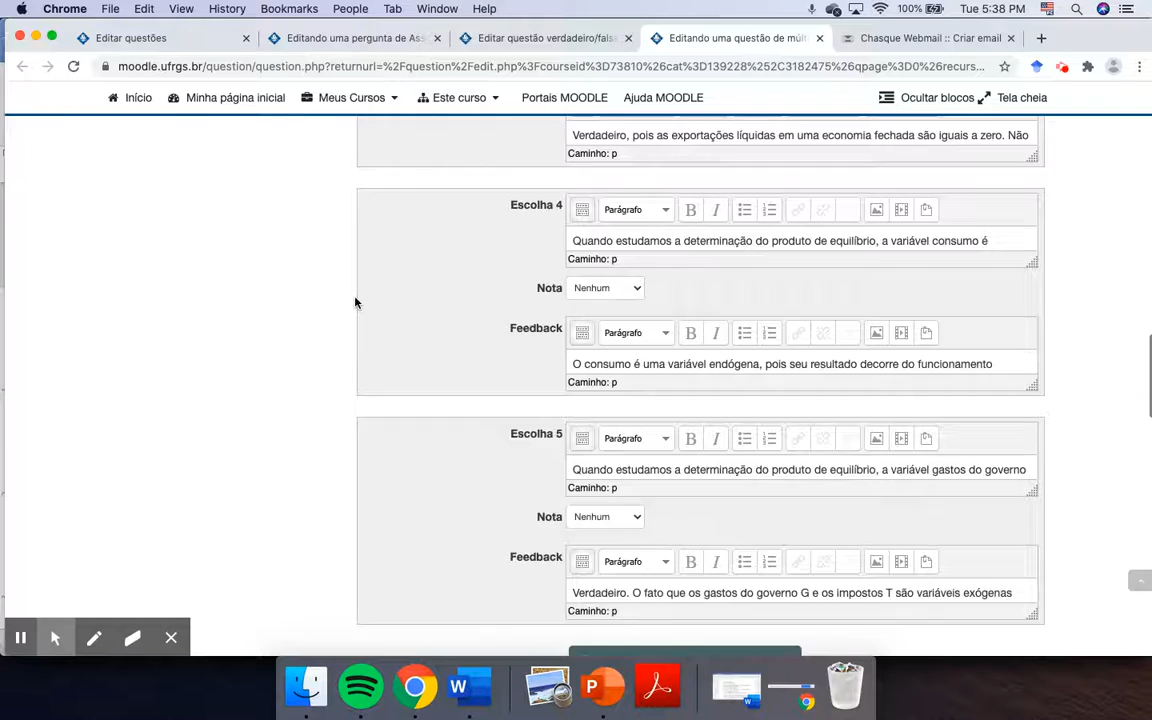 Chrome File Edit View History Bookmarks People Tab Window Help 100% Tue 5:38 PM
Editar questões Editando uma pergunta de Ass Editar questão verdadeiro/fals Editando uma questão de múlt Chasque Webmail :: Criar email
moodle.ufrgs.br/question/question.php?returnurl=%2Fquestion%2Fedit.php%3Fcourseid%3D73810%26cat%3D139228%252C3182475%26qpage%3D0%26recurs...
Início Minha página inicial Meus Cursos Este curso Portais MOODLE Ajuda MOODLE Ocultar blocos Tela cheia
Verdadeiro, pois as exportações líquidas em uma economia fechada são iguais a zero. Não
Caminho: p
Escolha 4
Parágrafo B I
Quando estudamos a determinação do produto de equilíbrio, a variável consumo é
Caminho: p
Nota Nenhum
Feedback
Parágrafo B I
O consumo é uma variável endógena, pois seu resultado decorre do funcionamento
Caminho: p
Escolha 5
Parágrafo B I
Quando estudamos a determinação do produto de equilíbrio, a variável gastos do governo
Caminho: p
Nota Nenhum
Feedback
Parágrafo B I
Verdadeiro. O fato que os gastos do governo G e os impostos T são variáveis exógenas
Caminho: p
W P